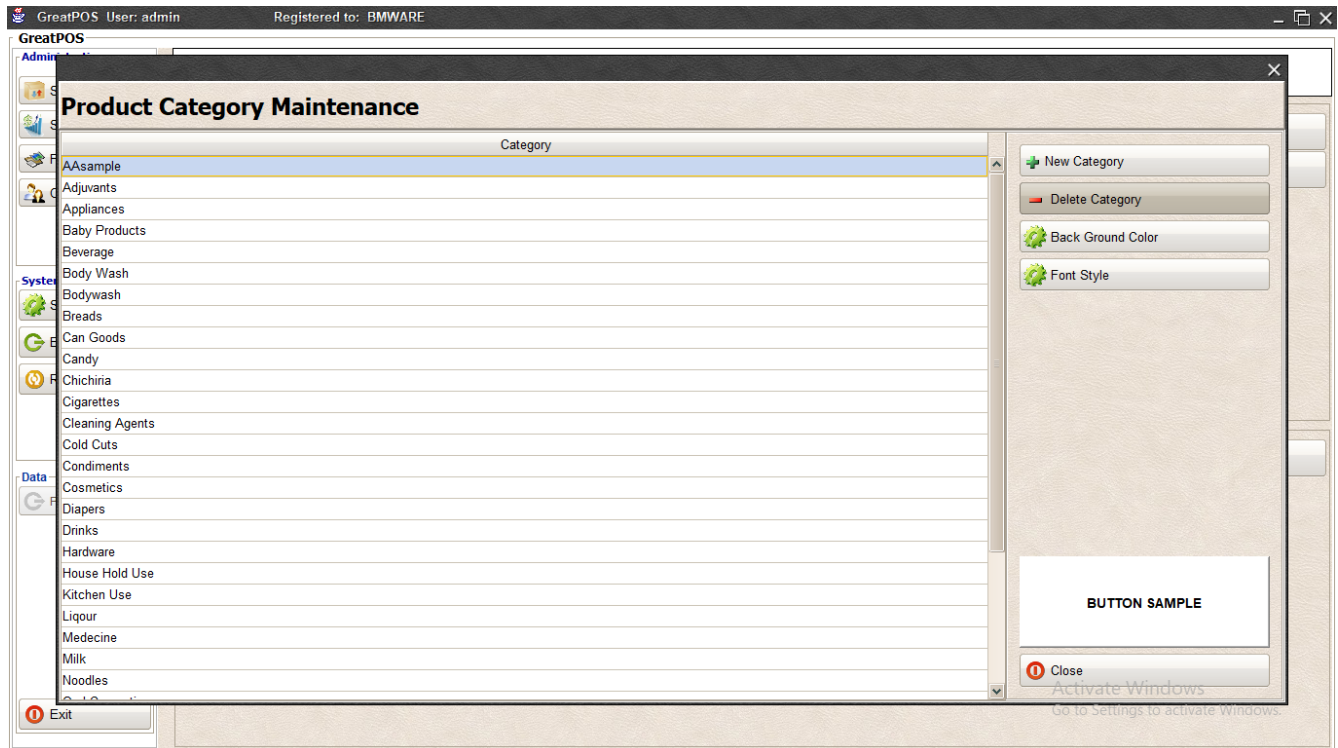 GreatPOS User: admin Registered to: BMWARE
GreatPOS
Product Category Maintenance
Category
AAsample
Adjuvants
Appliances
Baby Products
Beverage
Body Wash
Bodywash
Breads
Can Goods
Candy
Chichiria
Cigarettes
Cleaning Agents
Cold Cuts
Condiments
Cosmetics
Diapers
Drinks
Hardware
House Hold Use
Kitchen Use
Liqour
Medecine
Milk
Noodles
New Category
Delete Category
Back Ground Color
Font Style
BUTTON SAMPLE
Close
Activate Windows
Go to Settings to activate Windows.
Data
Exit